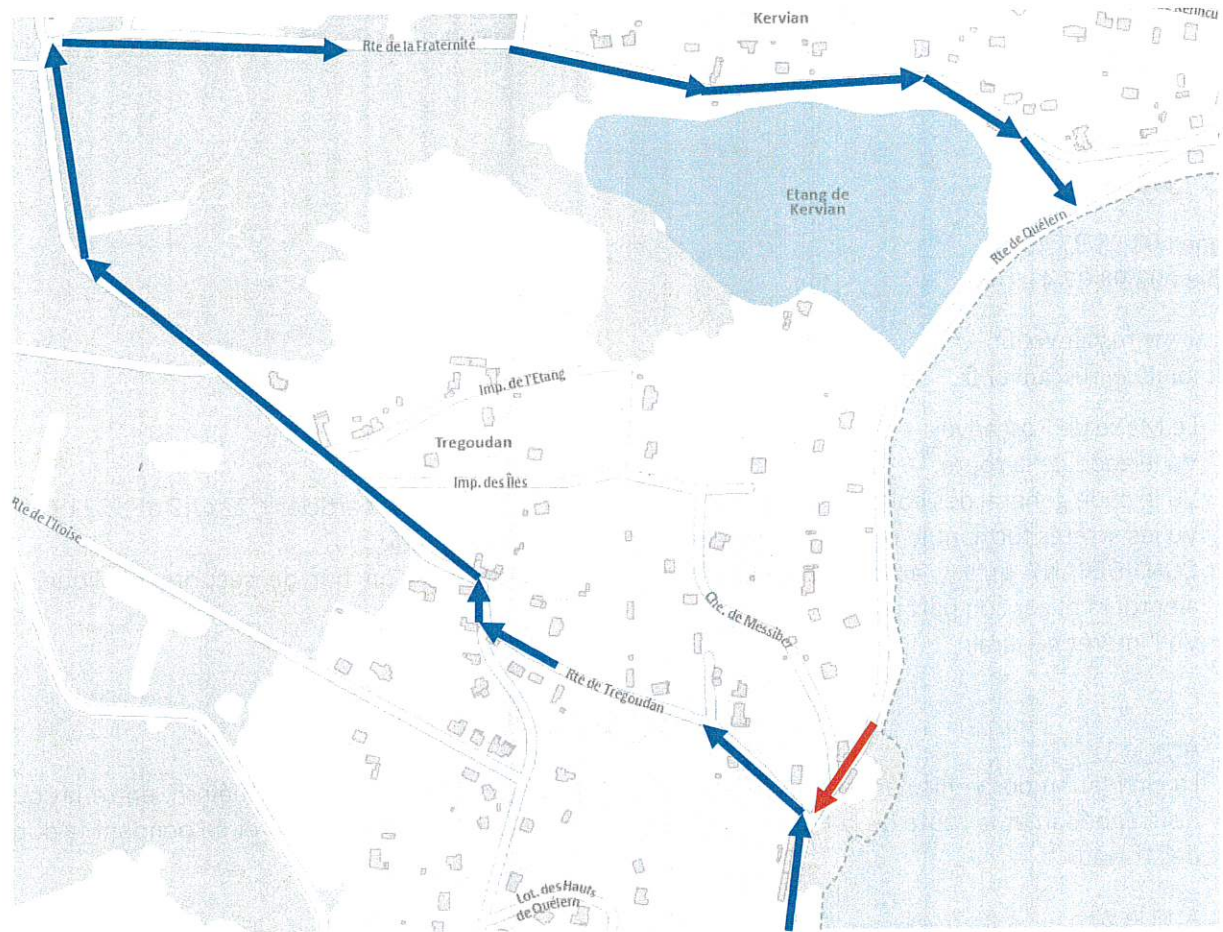 Kervian
Rte de la Fraternité
Etang de
Kervian
Rte de Quélern
Imp. de l'Etang
Tregoudan
Imp. des Îles
Rte de l'Iroise
Che. de Messibet
Rte de Tregoudan
Lot. des Hauts
de Quélern